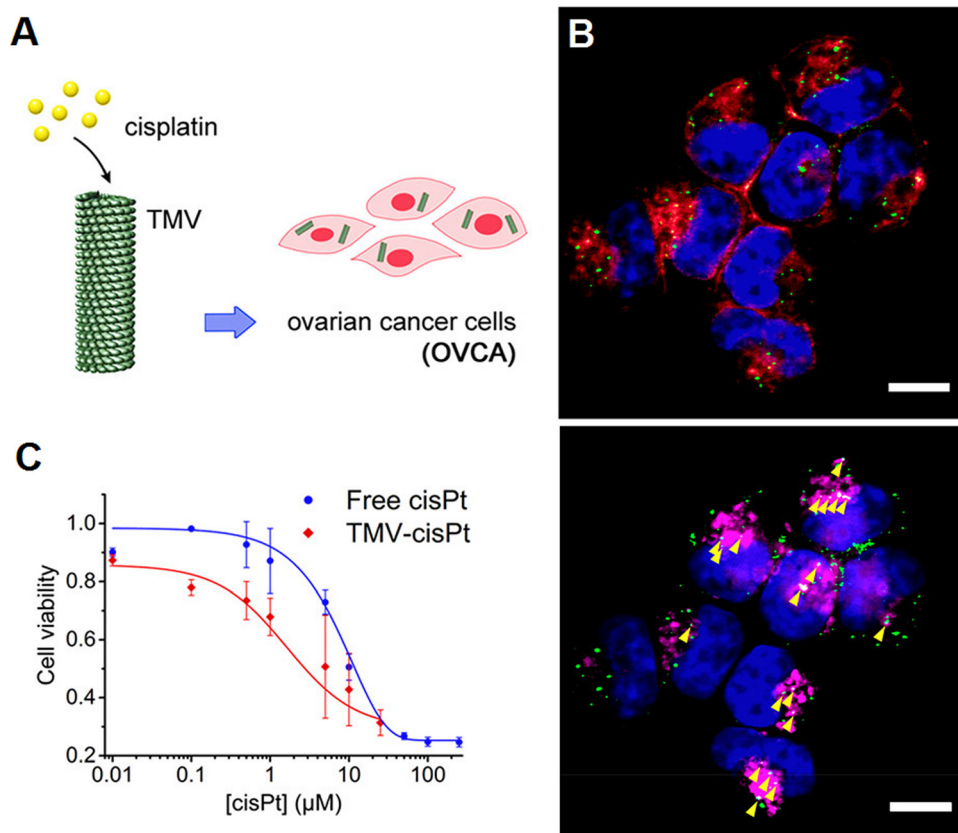 A
cisplatin
TMV
ovarian cancer cells
(OVCA)
B
C
Free cisPt
TMV-cisPt
Cell viability
1.0
0.8
0.6
0.4
0.2
0.01 0.1 1 10 100
[cisPt] (µM)